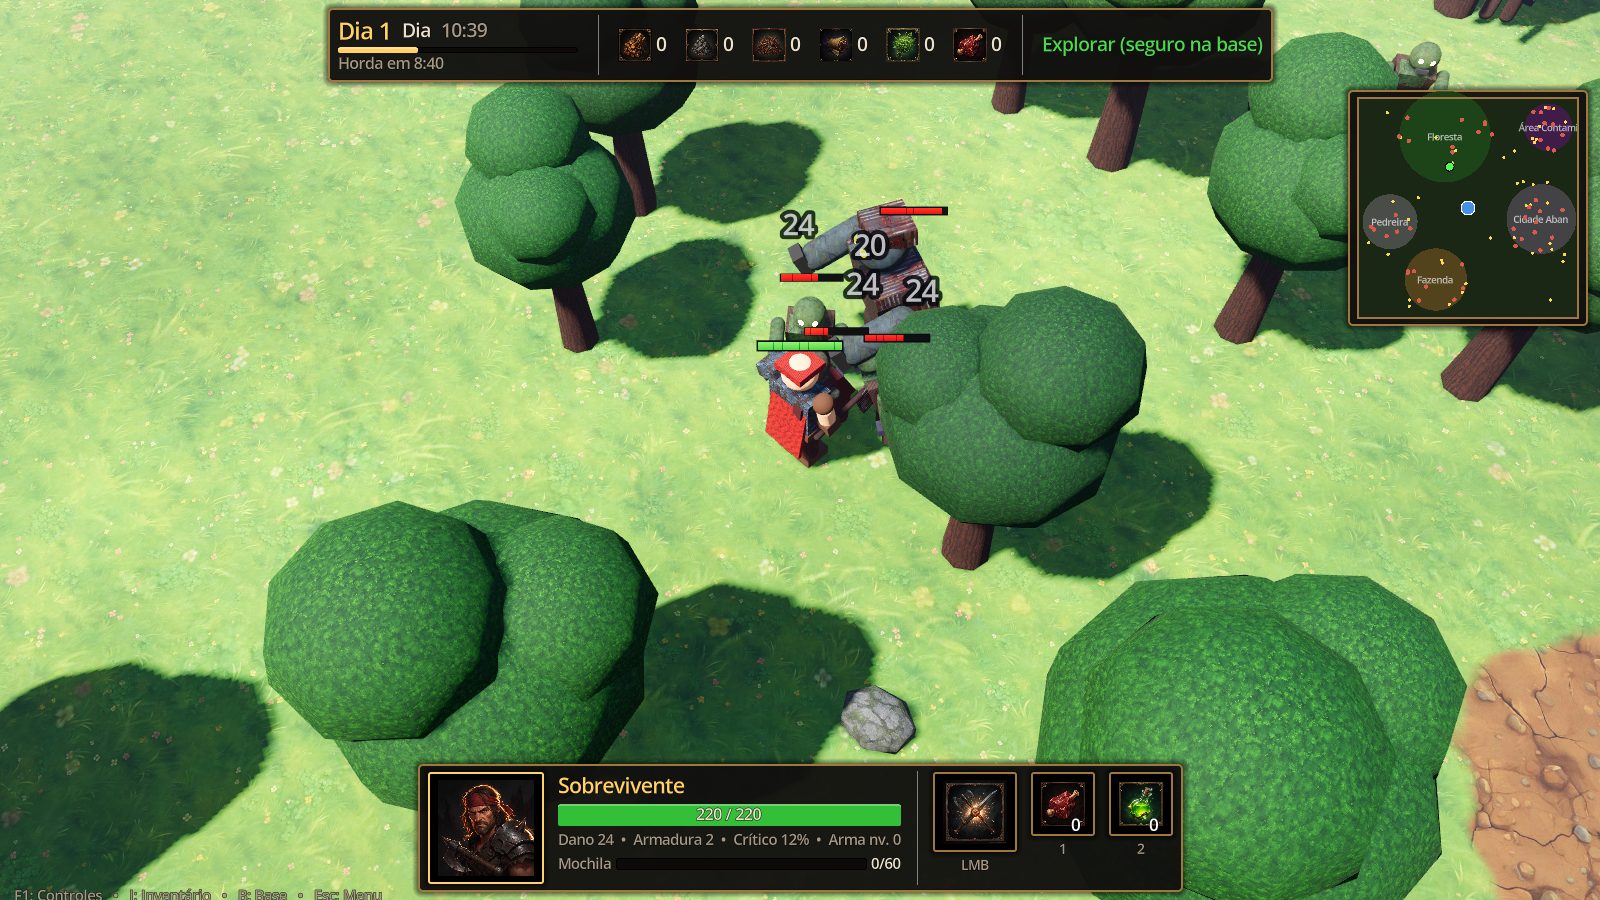 Dia 1 Dia 10:39
Horda em 8:40
0 0 0 0 0 0
Explorar (seguro na base)
Floresta
Área Contami
Pedreira
Cidade Aban
Fazenda
24
20
24
24
Sobrevivente
220 / 220
Dano 24 • Armadura 2 • Crítico 12% • Arma nv. 0
Mochila 0/60
LMB
0
1
0
2
F1: Controles · I: Inventário · B: Base · Esc: Menu